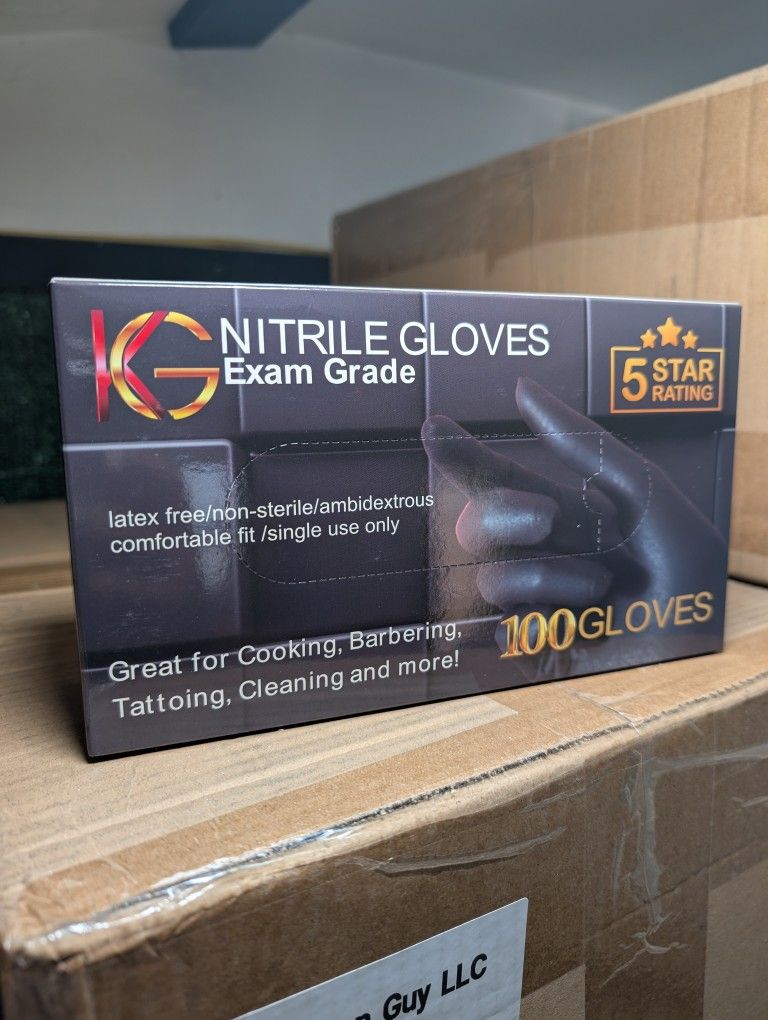 KG
NITRILE GLOVES
Exam Grade
5 STAR
RATING
latex free/non-sterile/ambidextrous
comfortable fit /single use only
Great for Cooking, Barbering,
Tattoing, Cleaning and more!
100GLOVES
Guy LLC